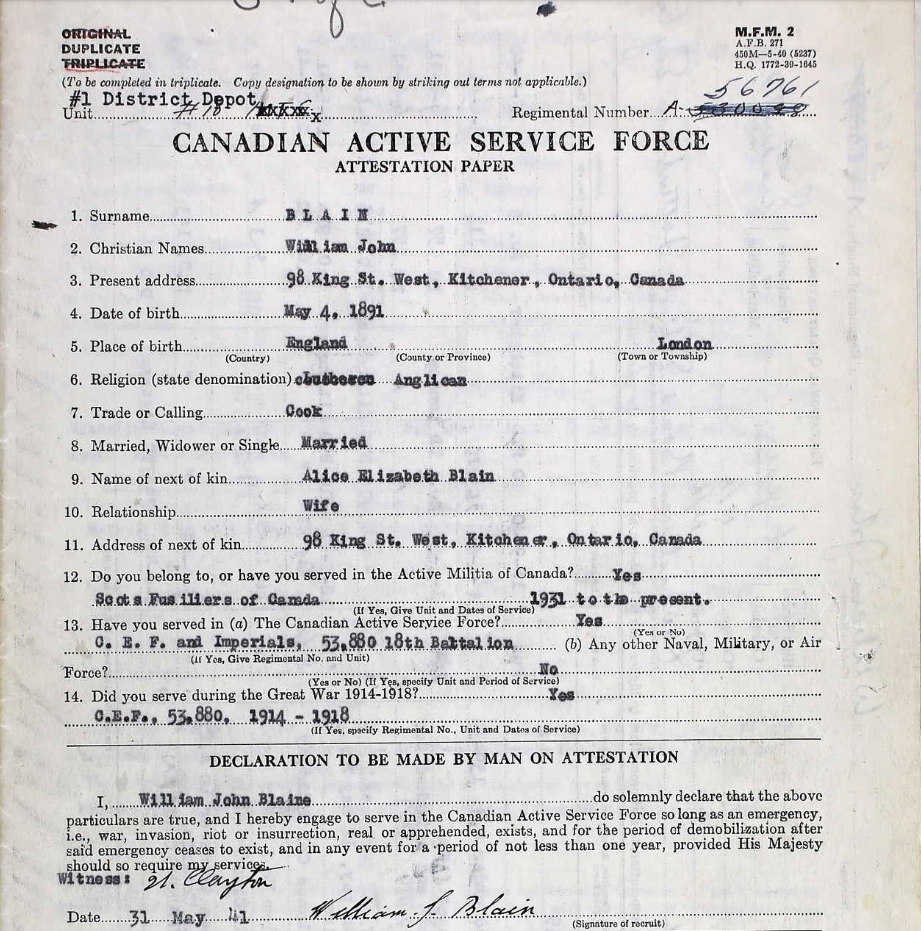 ORIGINAL
DUPLICATE
TRIPLICATE
M.F.M. 2
A.F.B. 271
450M—5-40 (5237)
H.Q. 1772-39-1645
(To be completed in triplicate. Copy designation to be shown by striking out terms not applicable.)
56761
#1 District Depot
Unit Regimental Number A-
CANADIAN ACTIVE SERVICE FORCE
ATTESTATION PAPER
1. Surname BLAIN
2. Christian Names William John
3. Present address 98 King St. West, Kitchener, Ontario, Canada
4. Date of birth May 4, 1891
5. Place of birth England London
(Country) (County or Province) (Town or Township)
6. Religion (state denomination) Anglican
7. Trade or Calling Cook
8. Married, Widower or Single Married
9. Name of next of kin Alice Elizabeth Blain
10. Relationship Wife
11. Address of next of kin 98 King St. West, Kitchener, Ontario, Canada
12. Do you belong to, or have you served in the Active Militia of Canada? Yes
Scots Fusiliers of Canada 1931 to the present.
(If Yes, Give Unit and Dates of Service)
13. Have you served in (a) The Canadian Active Service Force? Yes
(Yes or No)
C. E. F. and Imperials, 53,880 18th Battalion (b) Any other Naval, Military, or Air
(If Yes, Give Regimental No. and Unit)
Force? No
(Yes or No) (If Yes, specify Unit and Period of Service)
14. Did you serve during the Great War 1914-1918? Yes
C.E.F., 53,880, 1914 - 1918
(If Yes, specify Regimental No., Unit and Dates of Service)
DECLARATION TO BE MADE BY MAN ON ATTESTATION
I, William John Blaine do solemnly declare that the above
particulars are true, and I hereby engage to serve in the Canadian Active Service Force so long as an emergency,
i.e., war, invasion, riot or insurrection, real or apprehended, exists, and for the period of demobilization after
said emergency ceases to exist, and in any event for a period of not less than one year, provided His Majesty
should so require my services.
Witness: Clayton
Date 31 May 41 William J. Blain
(Signature of recruit)